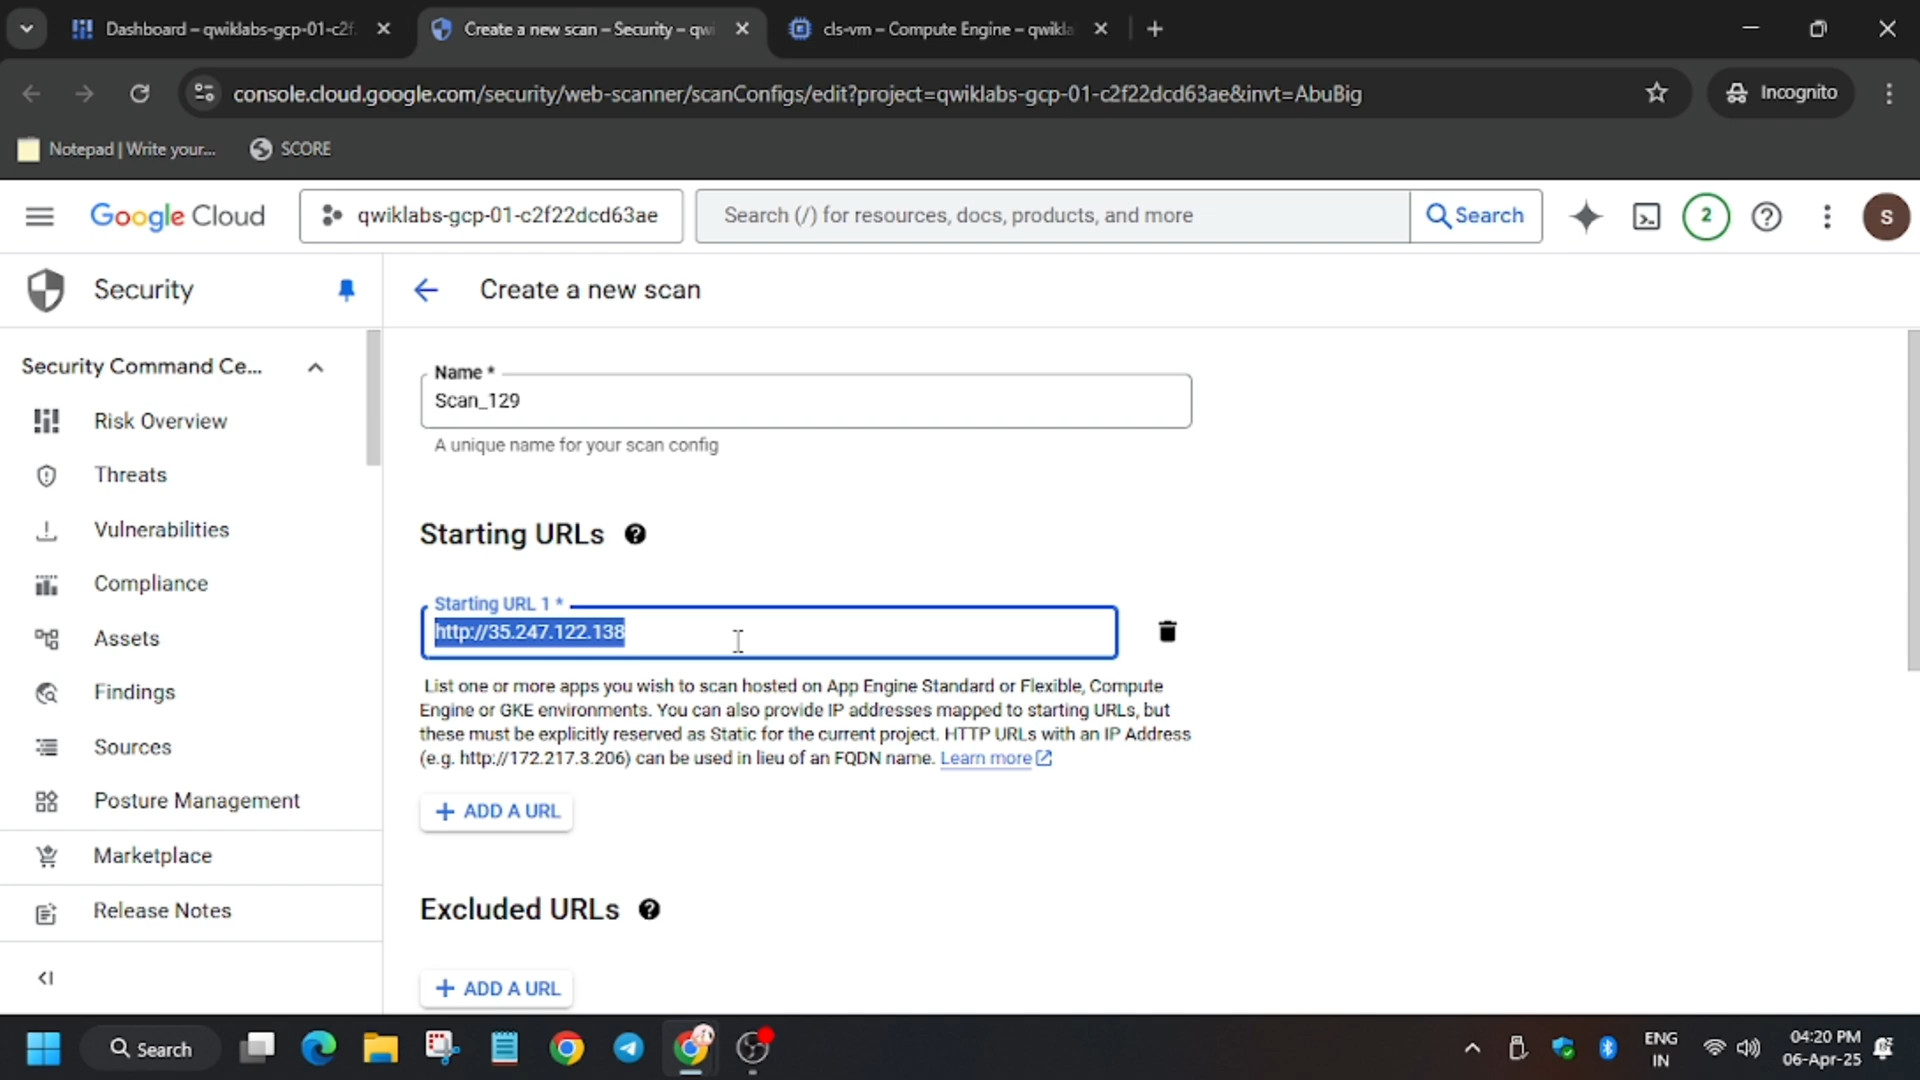 Dashboard – qwiklabs-gcp-01-c2f
Create a new scan – Security – qwi
cls-vm – Compute Engine – qwikla
console.cloud.google.com/security/web-scanner/scanConfigs/edit?project=qwiklabs-gcp-01-c2f22dcd63ae&invt=AbuBig
Incognito
Notepad | Write your...
SCORE
Google Cloud
qwiklabs-gcp-01-c2f22dcd63ae
Search (/) for resources, docs, products, and more
Search
2
S
Security
Create a new scan
Security Command Ce...
Risk Overview
Threats
Vulnerabilities
Compliance
Assets
Findings
Sources
Posture Management
Marketplace
Release Notes
Name *
Scan_129
A unique name for your scan config
Starting URLs
Starting URL 1 *
http://35.247.122.138
List one or more apps you wish to scan hosted on App Engine Standard or Flexible, Compute
Engine or GKE environments. You can also provide IP addresses mapped to starting URLs, but
these must be explicitly reserved as Static for the current project. HTTP URLs with an IP Address
(e.g. http://172.217.3.206) can be used in lieu of an FQDN name. Learn more
+ ADD A URL
Excluded URLs
+ ADD A URL
Search
ENG
IN
04:20 PM
06-Apr-25